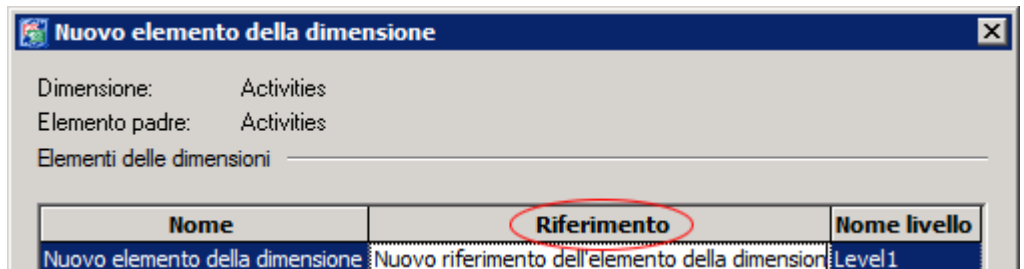 Nuovo elemento della dimensione
Dimensione: Activities
Elemento padre: Activities
Elementi delle dimensioni
Nome Riferimento Nome livello
Nuovo elemento della dimensione Nuovo riferimento dell'elemento della dimension Level1